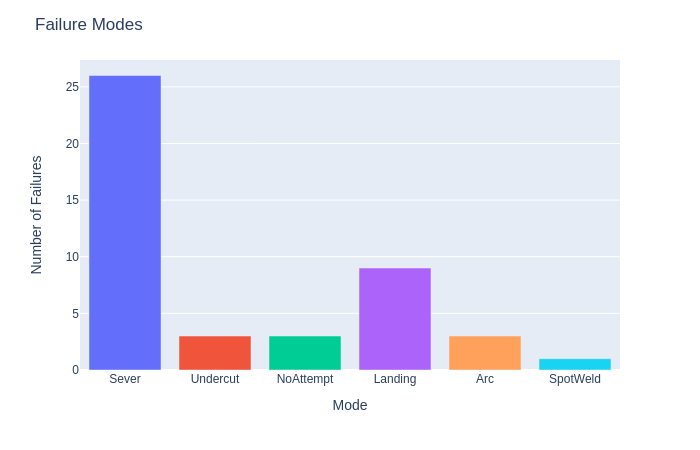 Failure Modes
Number of Failures
25
20
15
10
5
0
Sever Undercut NoAttempt Landing Arc SpotWeld
Mode